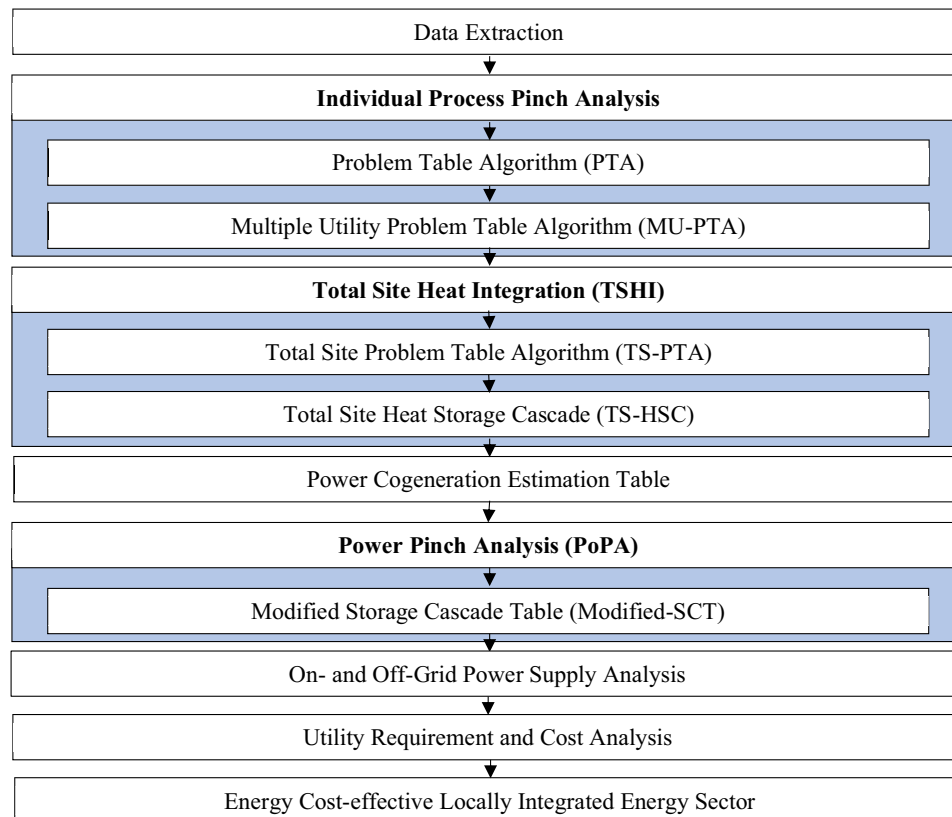 Data Extraction
Individual Process Pinch Analysis
Problem Table Algorithm (PTA)
Multiple Utility Problem Table Algorithm (MU-PTA)
Total Site Heat Integration (TSHI)
Total Site Problem Table Algorithm (TS-PTA)
Total Site Heat Storage Cascade (TS-HSC)
Power Cogeneration Estimation Table
Power Pinch Analysis (PoPA)
Modified Storage Cascade Table (Modified-SCT)
On- and Off-Grid Power Supply Analysis
Utility Requirement and Cost Analysis
Energy Cost-effective Locally Integrated Energy Sector